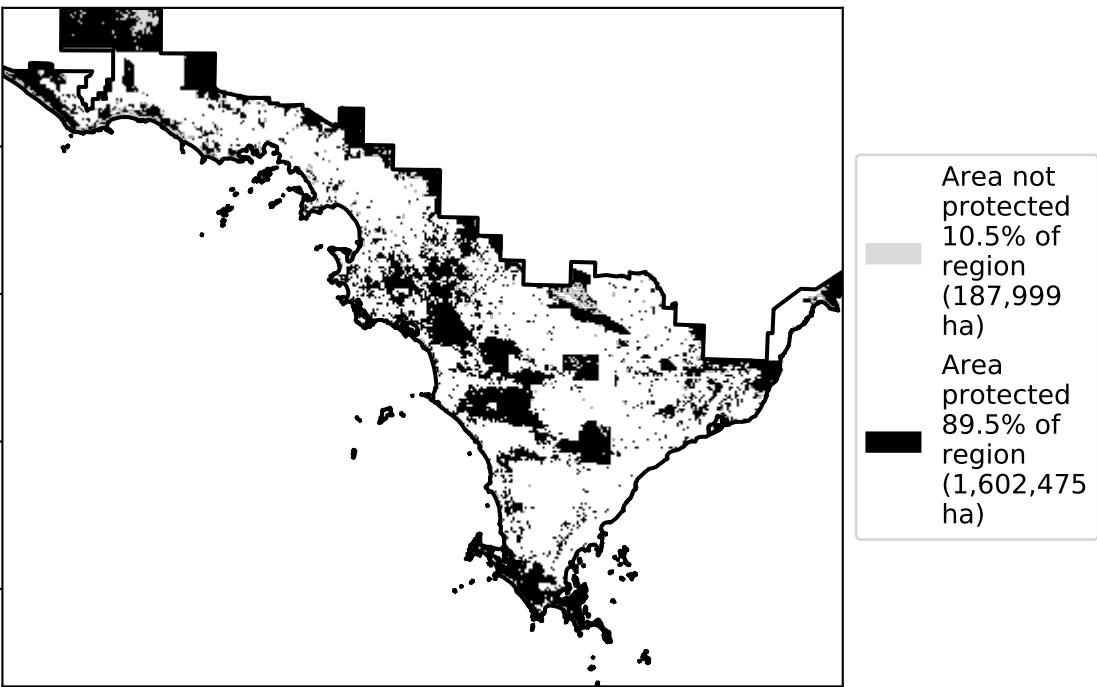 Area not
protected
10.5% of
region
(187,999
ha)
Area
protected
89.5% of
region
(1,602,475
ha)